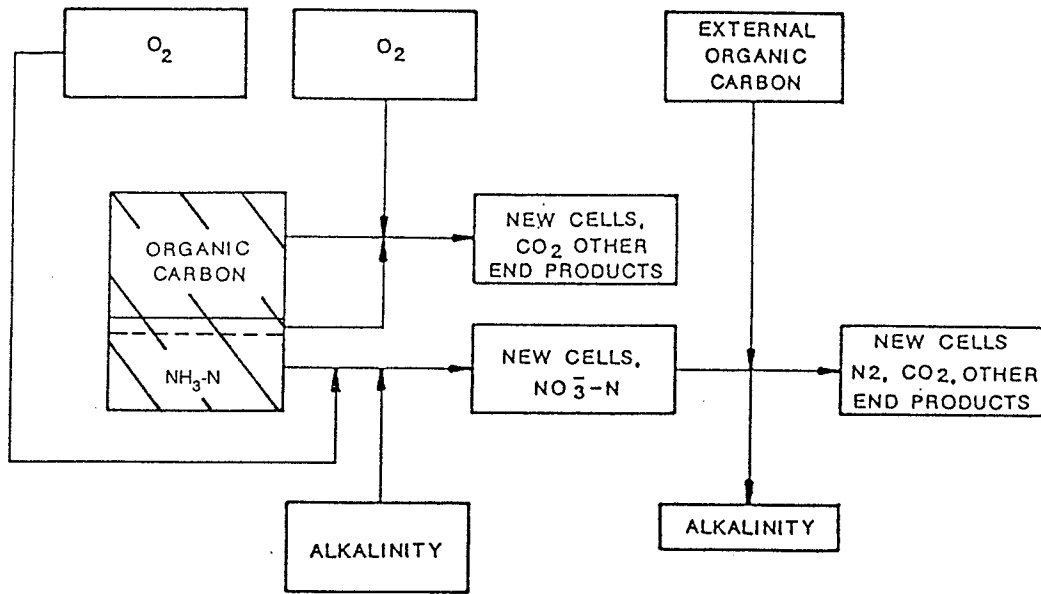 O2
O2
EXTERNAL
ORGANIC
CARBON
ORGANIC
CARBON
NH3-N
NEW CELLS,
CO2 OTHER
END PRODUCTS
NEW CELLS,
NO3̅-N
NEW CELLS
N2, CO2, OTHER
END PRODUCTS
ALKALINITY
ALKALINITY